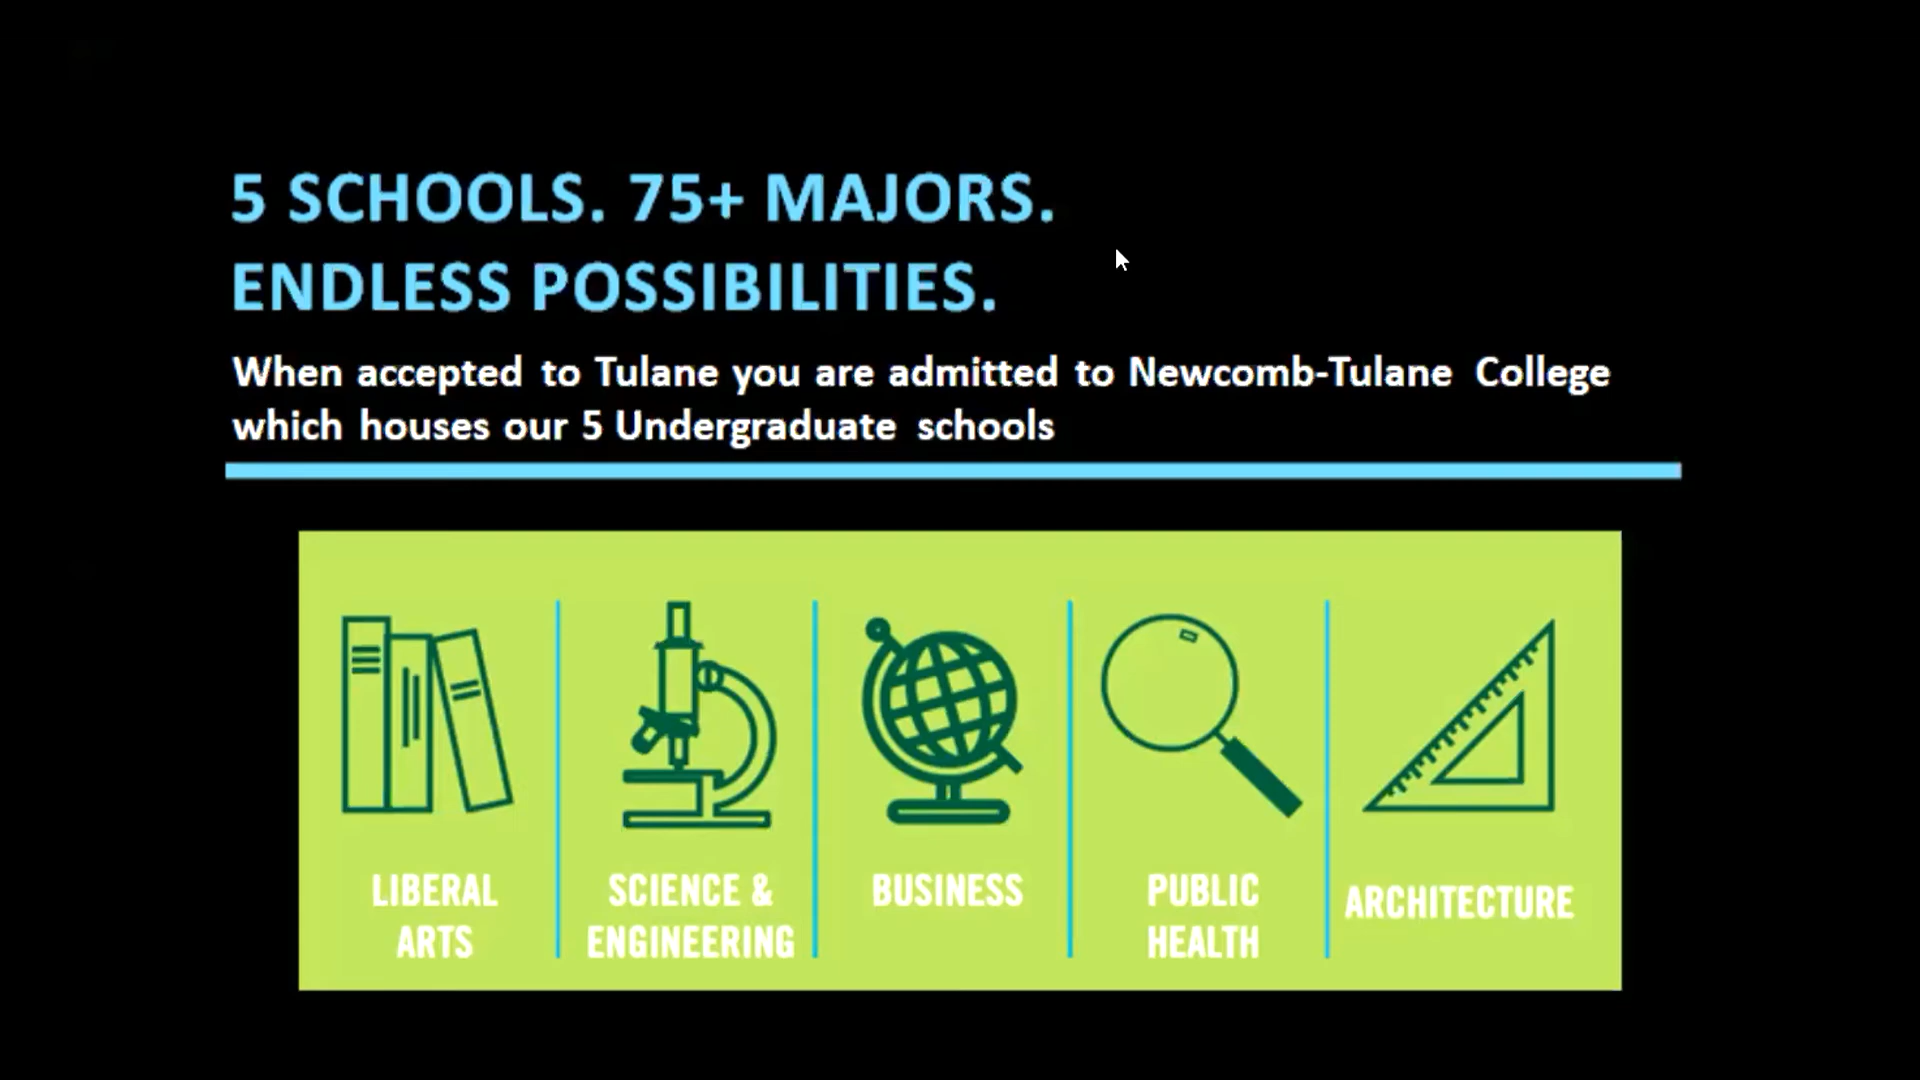 5 SCHOOLS. 75+ MAJORS.
ENDLESS POSSIBILITIES.
When accepted to Tulane you are admitted to Newcomb-Tulane College
which houses our 5 Undergraduate schools
LIBERAL
ARTS
SCIENCE &
ENGINEERING
BUSINESS
PUBLIC
HEALTH
ARCHITECTURE